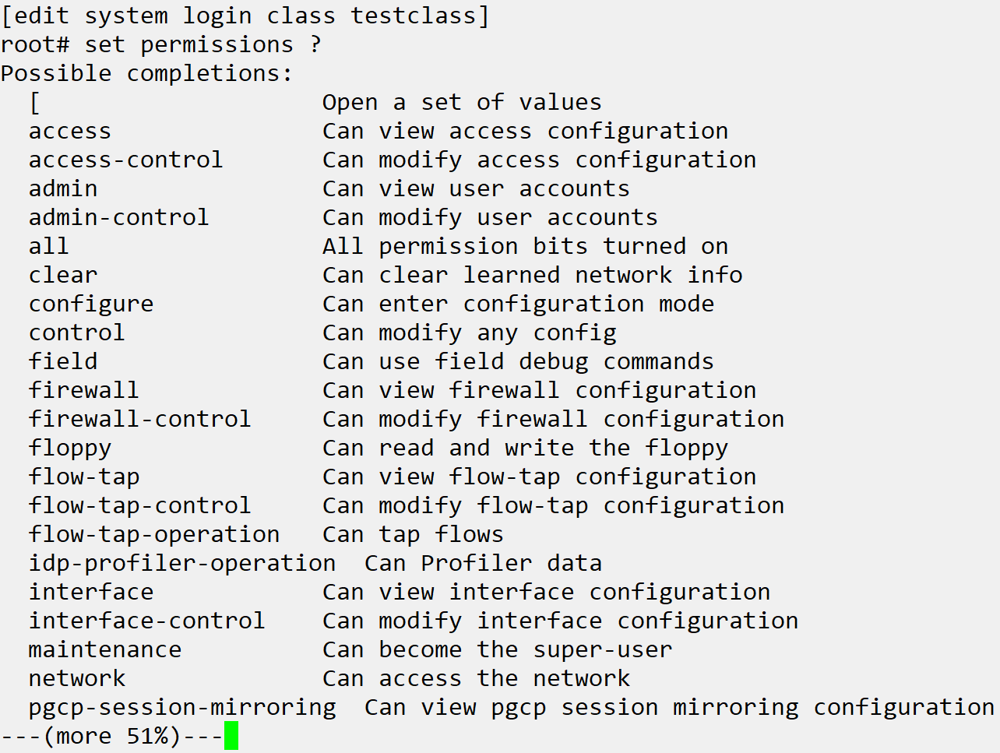 [edit system login class testclass]
root# set permissions ?
Possible completions:
  [                    Open a set of values
  access               Can view access configuration
  access-control       Can modify access configuration
  admin                Can view user accounts
  admin-control        Can modify user accounts
  all                  All permission bits turned on
  clear                Can clear learned network info
  configure            Can enter configuration mode
  control              Can modify any config
  field                Can use field debug commands
  firewall             Can view firewall configuration
  firewall-control     Can modify firewall configuration
  floppy               Can read and write the floppy
  flow-tap             Can view flow-tap configuration
  flow-tap-control     Can modify flow-tap configuration
  flow-tap-operation   Can tap flows
  idp-profiler-operation  Can Profiler data
  interface            Can view interface configuration
  interface-control    Can modify interface configuration
  maintenance          Can become the super-user
  network              Can access the network
  pgcp-session-mirroring  Can view pgcp session mirroring configuration
---(more 51%)---